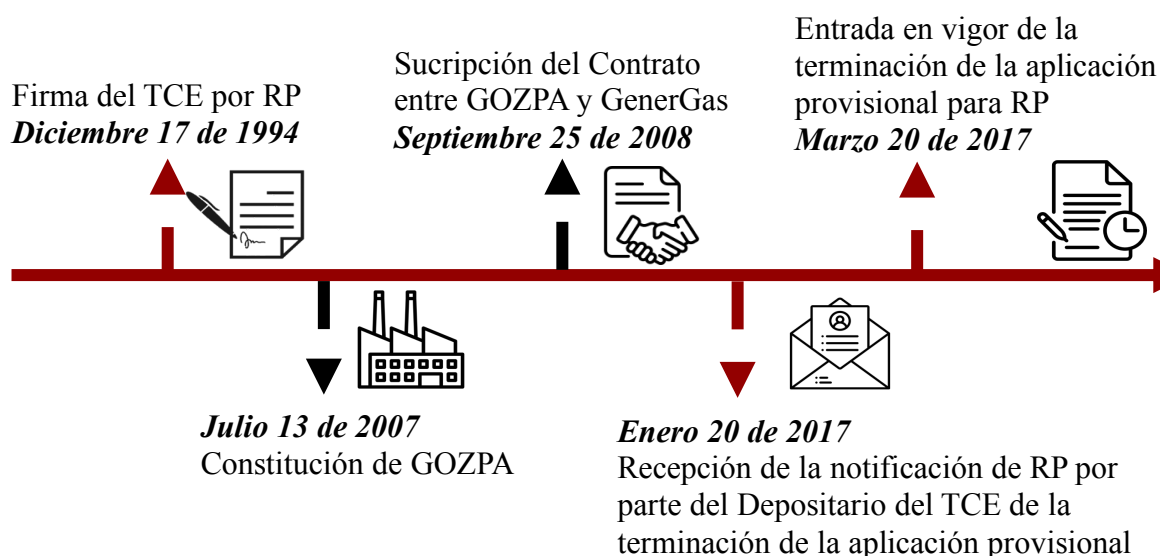 Firma del TCE por RP
Diciembre 17 de 1994
Sucripción del Contrato
entre GOZPA y GenerGas
Septiembre 25 de 2008
Entrada en vigor de la
terminación de la aplicación
provisional para RP
Marzo 20 de 2017
Julio 13 de 2007
Constitución de GOZPA
Enero 20 de 2017
Recepción de la notificación de RP por
parte del Depositario del TCE de la
terminación de la aplicación provisional